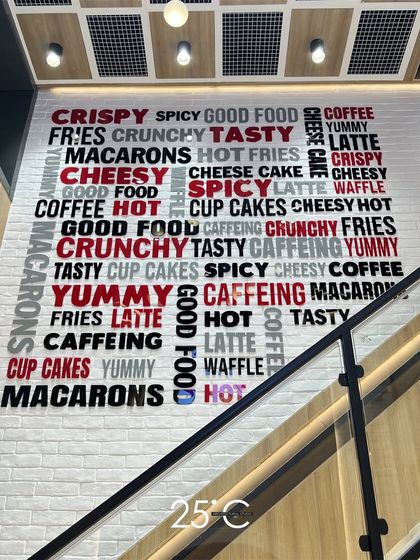 CRISPY SPICY GOOD FOOD
CHEESE CAKE
COFFEE
FRIES CRUNCHY TASTY
YUMMY
LATTE
YUMMY
MACARONS HOT FRIES
CRISPY
CHEESY
WAFFLE
CHEESE CAKE
CHEESY
GOOD FOOD
SPICY LATTE WAFFLE
COFFEE HOT
CUP CAKES CHEESY HOT
MACARONS
GOOD FOOD CAFFEING CRUNCHY FRIES
CRUNCHY TASTY CAFFEING YUMMY
TASTY CUP CAKES SPICY CHEESY COFFEE
YUMMY
GOOD FOOD
CAFFEING MACARONS
FRIES LATTE
HOT
COFFEE
TASTY
CAFFEING
LATTE
CUP CAKES YUMMY
WAFFLE
MACARONS
HOT
25°C